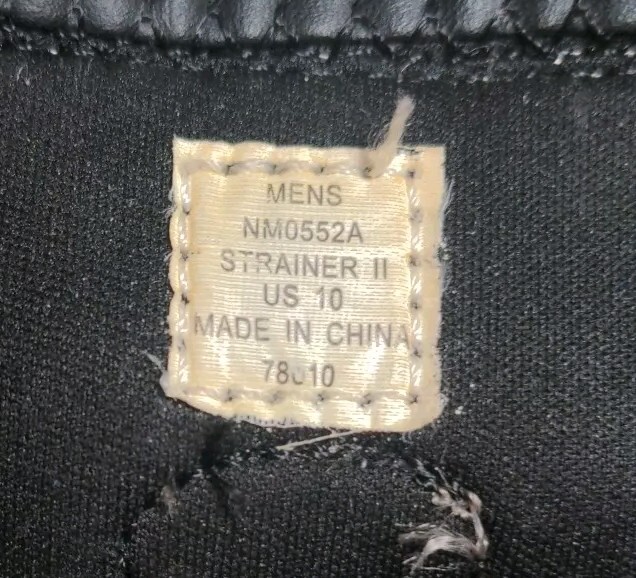 MENS
NM0552A
STRAINER II
US 10
MADE IN CHINA